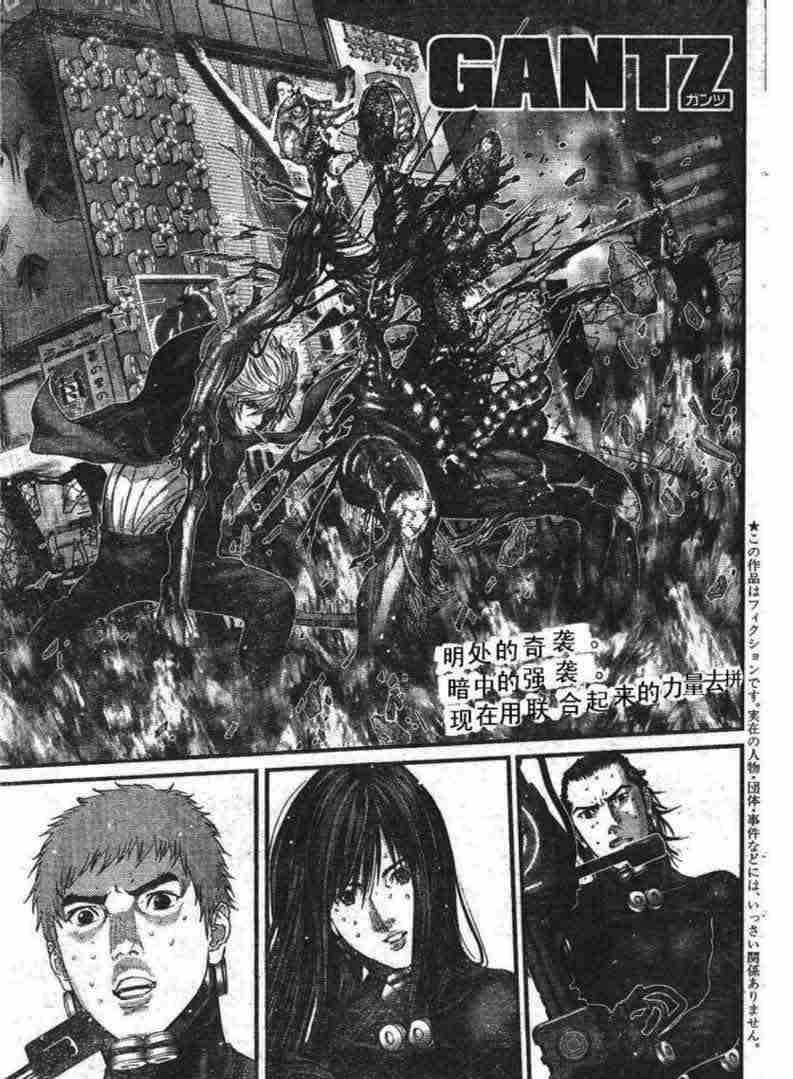 GANTZ
ガンツ
明处的奇袭。
暗中的强袭。
现在用联合起来的力量去拼
★この作品はフィクションです。実在の人物・団体・事件などには、いっさい関係ありません。